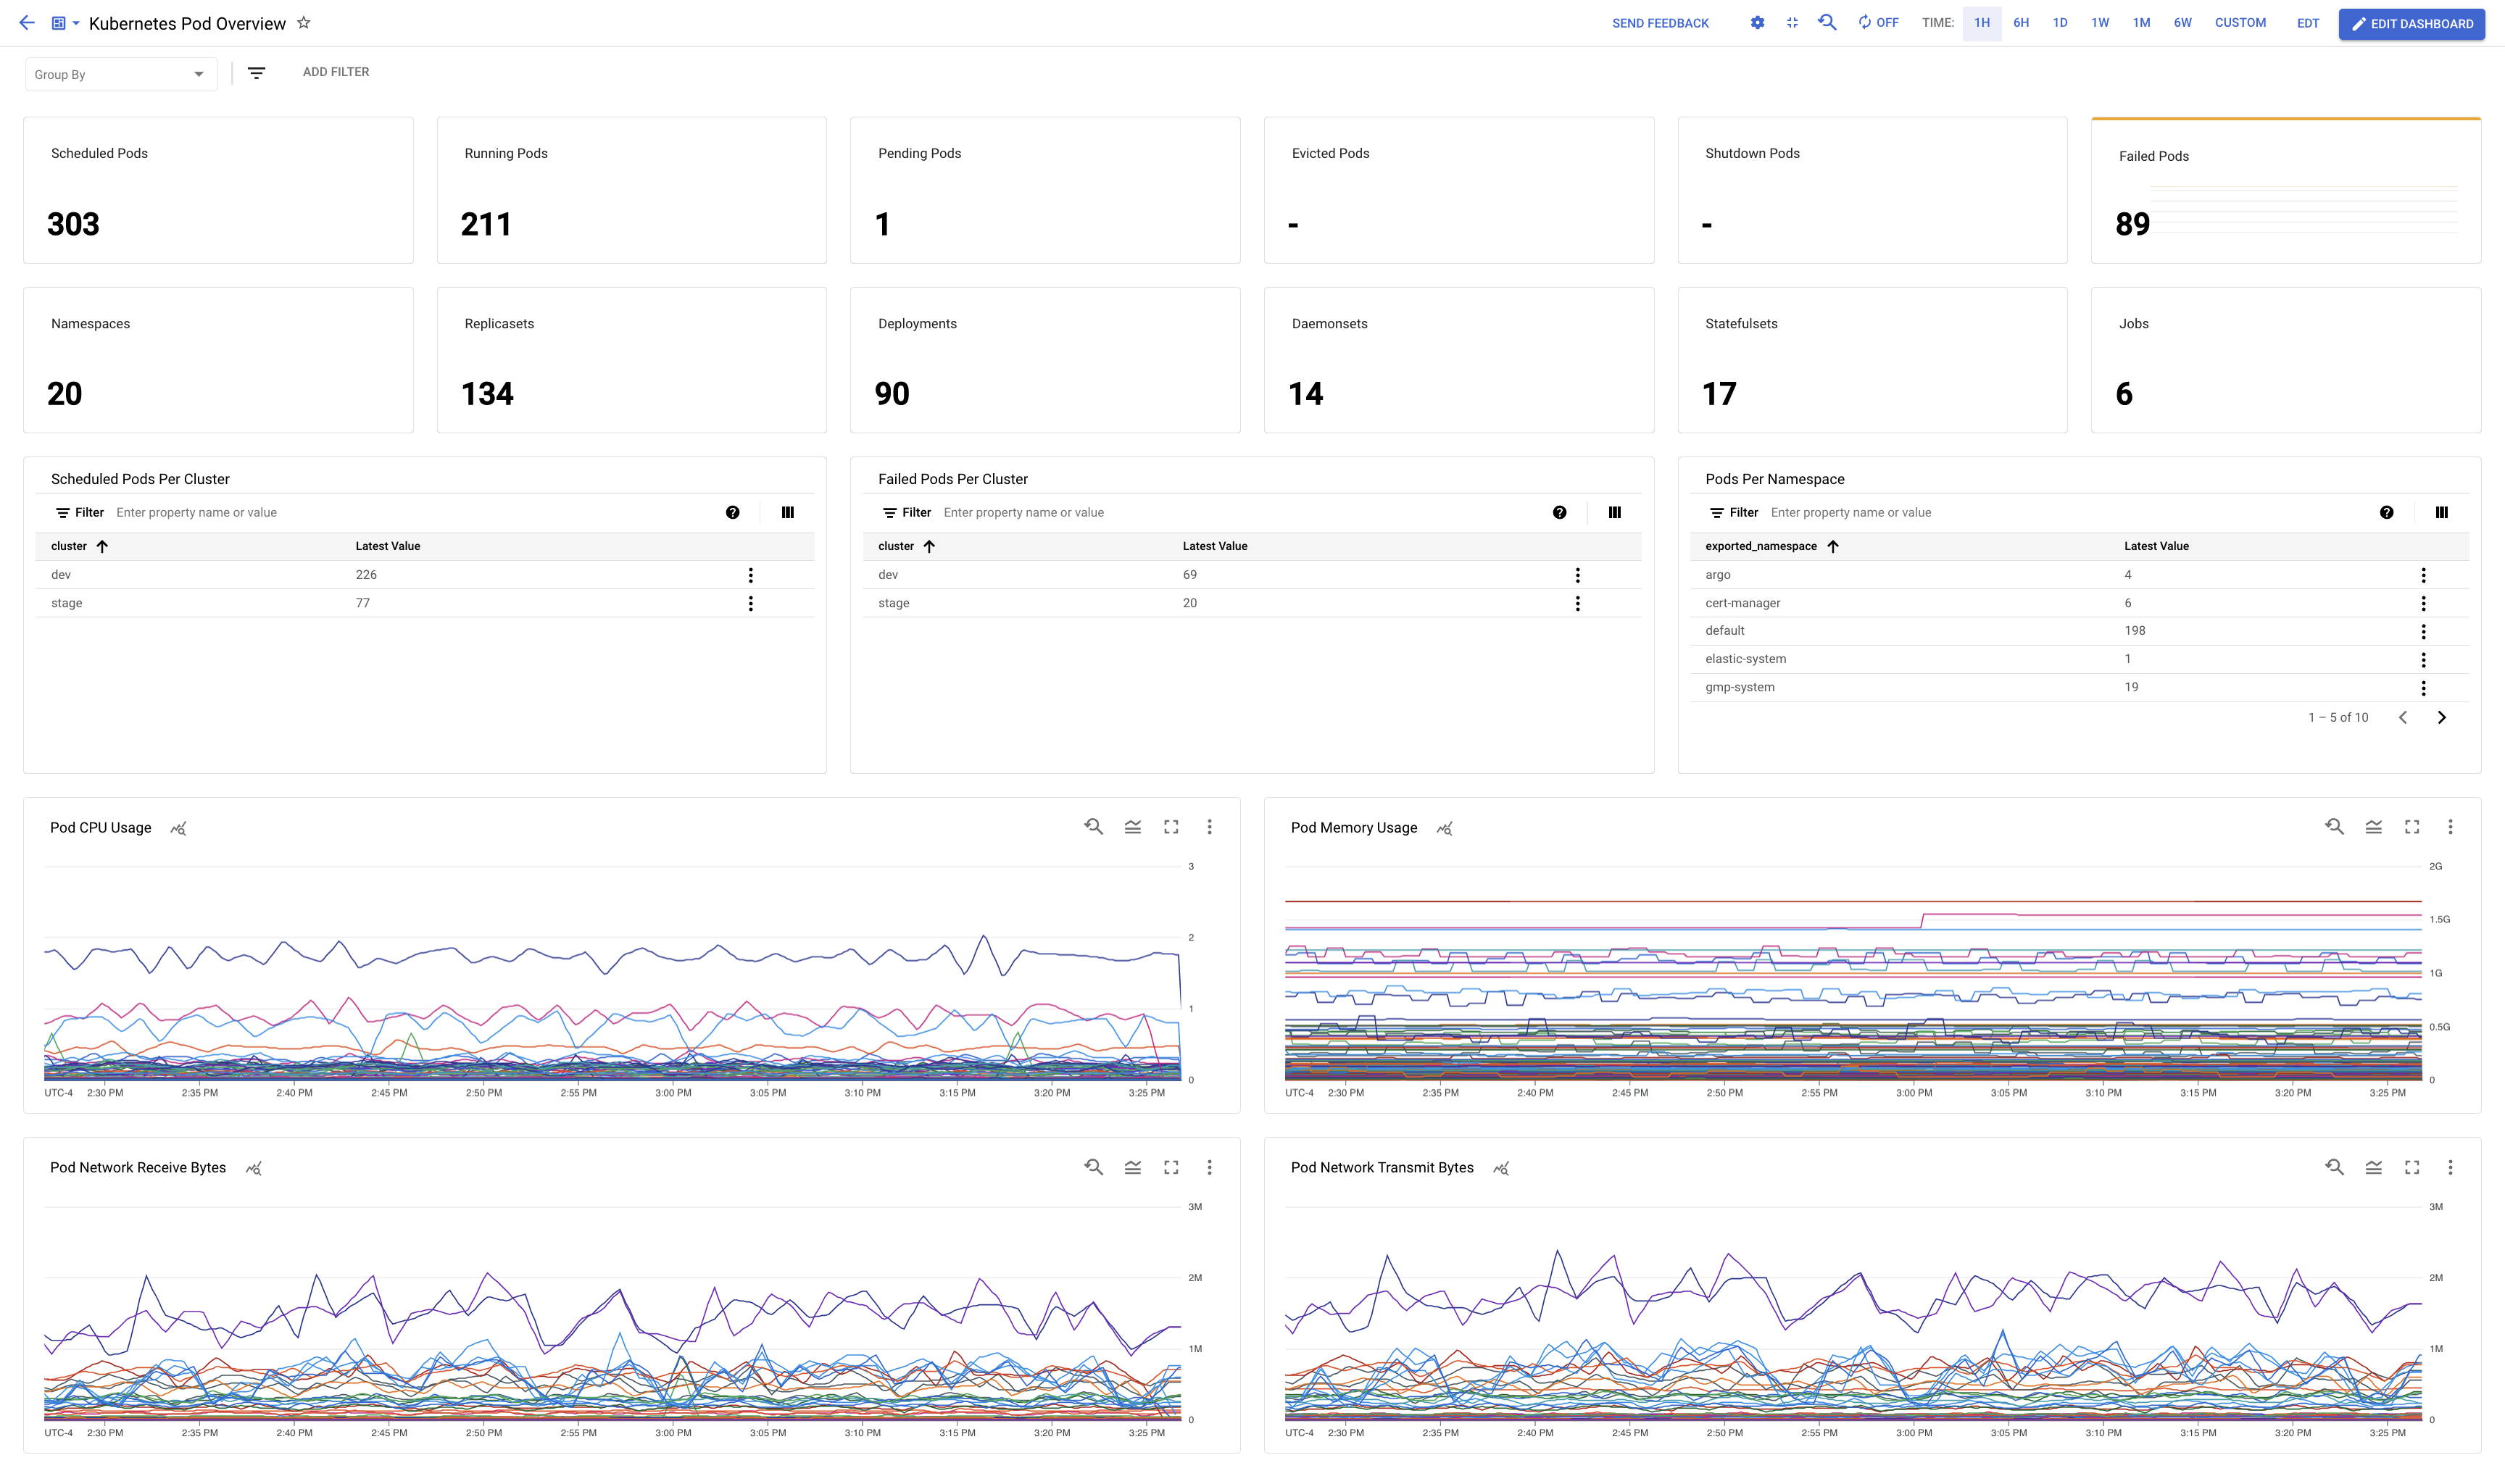 Kubernetes Pod Overview
SEND FEEDBACK OFF TIME: 1H 6H 1D 1W 1M 6W CUSTOM EDT EDIT DASHBOARD
Group By ADD FILTER
Scheduled Pods
303
Running Pods
211
Pending Pods
1
Evicted Pods
-
Shutdown Pods
-
Failed Pods
89
Namespaces
20
Replicasets
134
Deployments
90
Daemonsets
14
Statefulsets
17
Jobs
6
Scheduled Pods Per Cluster
Filter Enter property name or value
cluster Latest Value
dev 226
stage 77
Failed Pods Per Cluster
Filter Enter property name or value
cluster Latest Value
dev 69
stage 20
Pods Per Namespace
Filter Enter property name or value
exported_namespace Latest Value
argo 4
cert-manager 6
default 198
elastic-system 1
gmp-system 19
1 – 5 of 10
Pod CPU Usage
3
2
1
0
UTC-4 2:30 PM 2:35 PM 2:40 PM 2:45 PM 2:50 PM 2:55 PM 3:00 PM 3:05 PM 3:10 PM 3:15 PM 3:20 PM 3:25 PM
Pod Memory Usage
2G
1.5G
1G
0.5G
0
UTC-4 2:30 PM 2:35 PM 2:40 PM 2:45 PM 2:50 PM 2:55 PM 3:00 PM 3:05 PM 3:10 PM 3:15 PM 3:20 PM 3:25 PM
Pod Network Receive Bytes
3M
2M
1M
0
UTC-4 2:30 PM 2:35 PM 2:40 PM 2:45 PM 2:50 PM 2:55 PM 3:00 PM 3:05 PM 3:10 PM 3:15 PM 3:20 PM 3:25 PM
Pod Network Transmit Bytes
3M
2M
1M
0
UTC-4 2:30 PM 2:35 PM 2:40 PM 2:45 PM 2:50 PM 2:55 PM 3:00 PM 3:05 PM 3:10 PM 3:15 PM 3:20 PM 3:25 PM